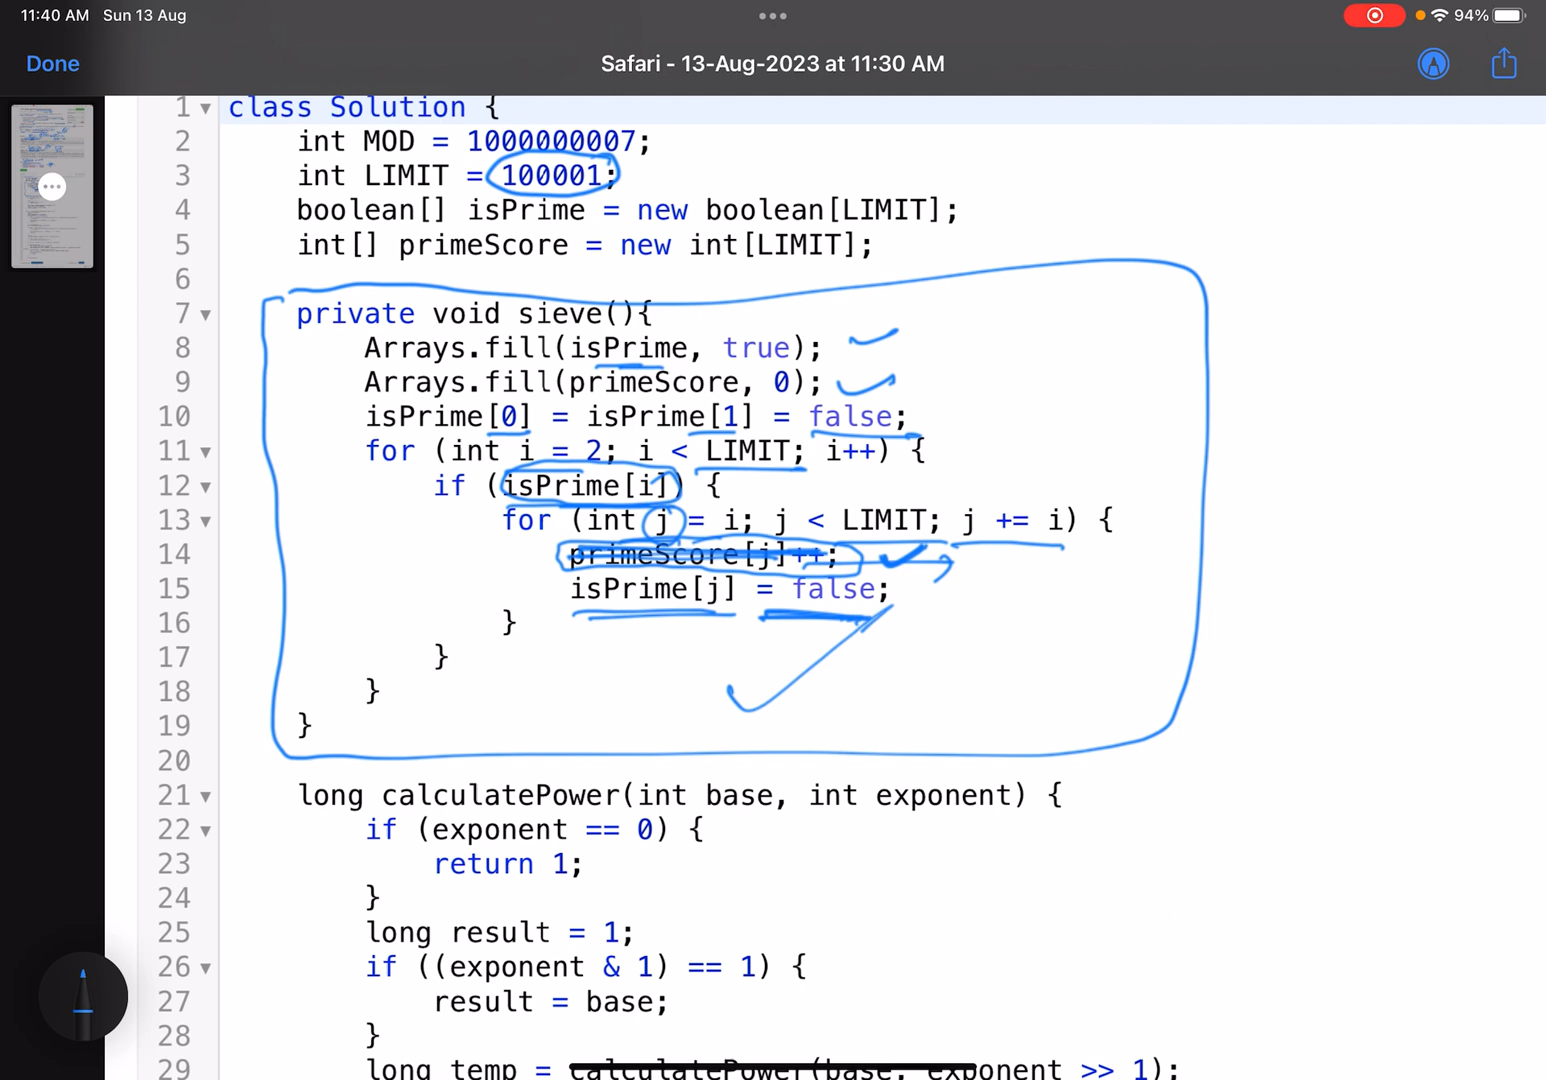 11:40 AM Sun 13 Aug
94%
Done
Safari - 13-Aug-2023 at 11:30 AM
1 class Solution {
2 int MOD = 1000000007;
3 int LIMIT = 100001;
4 boolean[] isPrime = new boolean[LIMIT];
5 int[] primeScore = new int[LIMIT];
6
7 private void sieve(){
8 Arrays.fill(isPrime, true);
9 Arrays.fill(primeScore, 0);
10 isPrime[0] = isPrime[1] = false;
11 for (int i = 2; i < LIMIT; i++) {
12 if (isPrime[i]) {
13 for (int j = i; j < LIMIT; j += i) {
14 primeScore[j]++;
15 isPrime[j] = false;
16 }
17 }
18 }
19 }
20
21 long calculatePower(int base, int exponent) {
22 if (exponent == 0) {
23 return 1;
24 }
25 long result = 1;
26 if ((exponent & 1) == 1) {
27 result = base;
28 }
29 long temp = calculatePower(base, exponent >> 1);